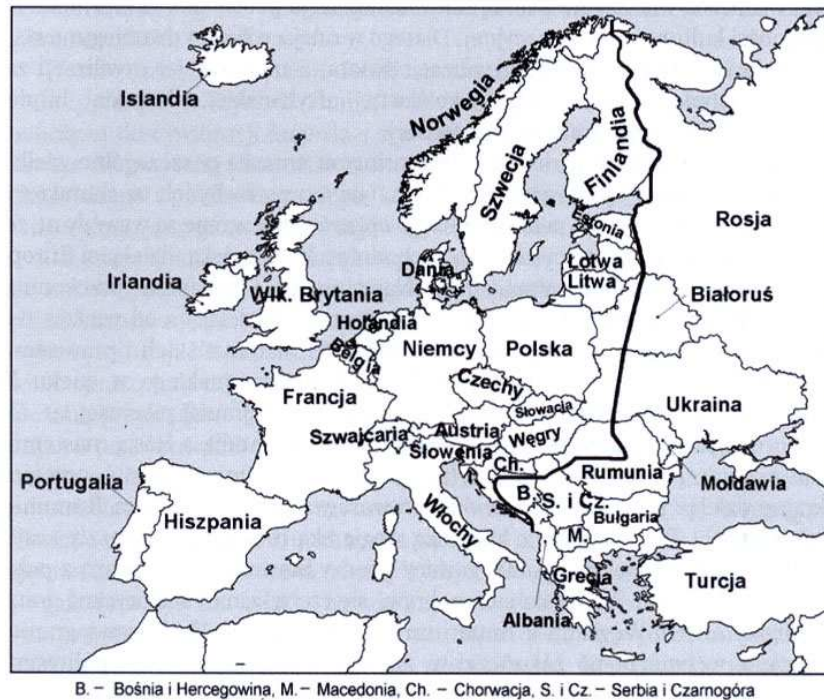 Islandia
Norwegia
Szwecja
Finlandia
Rosja
Estonia
Łotwa
Litwa
Dania
Irlandia
Wlk. Brytania
Białoruś
Holandia
Belgia
Niemcy
Polska
Czechy
Słowacja
Ukraina
Francja
Austria
Węgry
Szwajcaria
Słowenia
Ch.
Rumunia
Mołdawia
Portugalia
Hiszpania
Włochy
B.
S. i Cz.
Bułgaria
M.
Grecja
Turcja
Albania
B. – Bośnia i Hercegowina, M. – Macedonia, Ch. – Chorwacja, S. i Cz. – Serbia i Czarnogóra